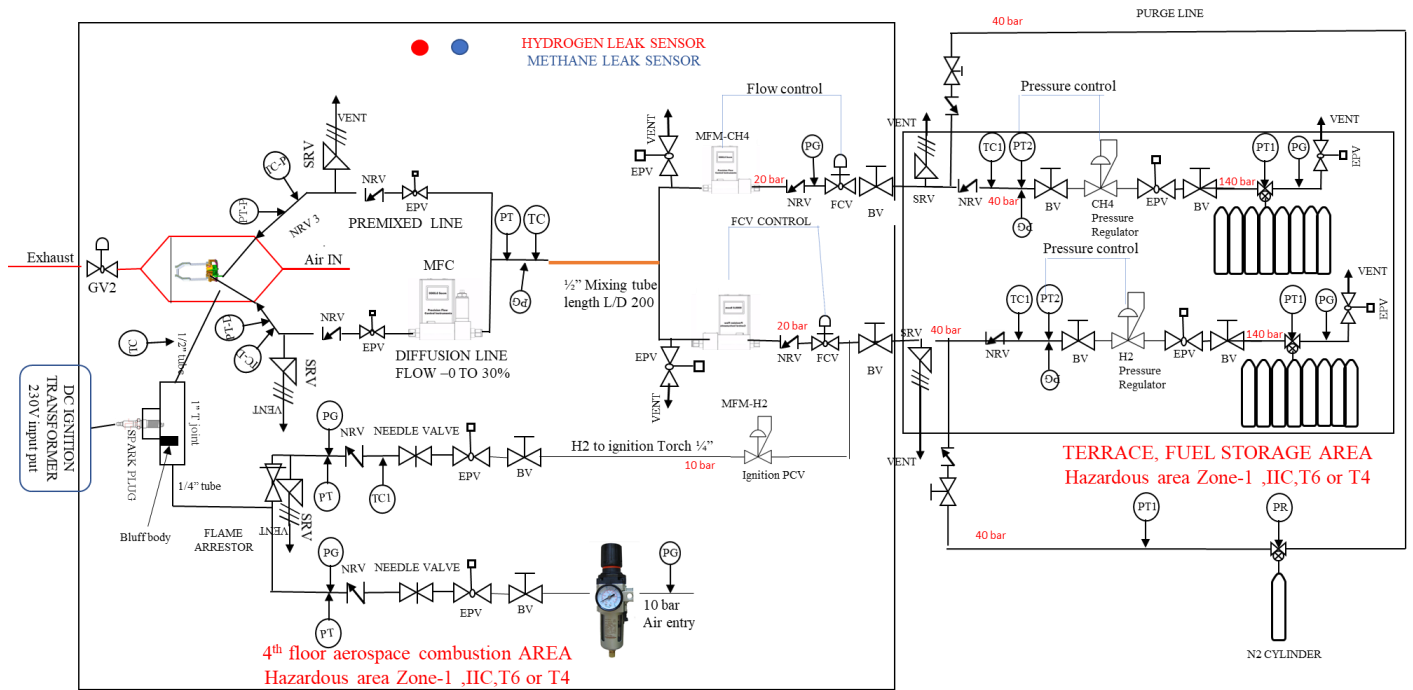 PURGE LINE
40 bar
HYDROGEN LEAK SENSOR
METHANE LEAK SENSOR
Flow control
Pressure control
VENT
VENT
VENT
VENT
SRV
TC-P
NRV
EPV
PT-P
NRV 3
PREMIXED LINE
MFM-CH4
PG
20 bar
NRV
FCV
BV
EPV
SRV
NRV
TC1
PT2
40 bar
PG
BV
CH4
Pressure
Regulator
EPV
BV
140 bar
PT1
PG
EPV
FCV CONTROL
Pressure control
PT
TC
PG
½” Mixing tube
length L/D 200
Exhaust
GV2
Air IN
MFC
NRV
EPV
DIFFUSION LINE
FLOW –0 TO 30%
SRV
VENT
TC
1/2” tube
EPV
VENT
20 bar
NRV
FCV
BV
SRV
VENT
40 bar
NRV
TC1
PT2
PG
BV
H2
Pressure
Regulator
EPV
BV
140 bar
PT1
PG
VENT
EPV
DC IGNITION
TRANSFORMER
230V input put
SPARK PLUG
1” T joint
1/4” tube
Bluff body
FLAME
ARRESTOR
PG
NRV
NEEDLE VALVE
EPV
BV
H2 to ignition Torch ¼”
10 bar
MFM-H2
Ignition PCV
PT
TC1
SRV
VENT
TERRACE, FUEL STORAGE AREA
Hazardous area Zone-1 ,IIC,T6 or T4
PG
NRV
NEEDLE VALVE
EPV
BV
PT
PG
10 bar
Air entry
40 bar
PT1
PR
N2 CYLINDER
4th floor aerospace combustion AREA
Hazardous area Zone-1 ,IIC,T6 or T4